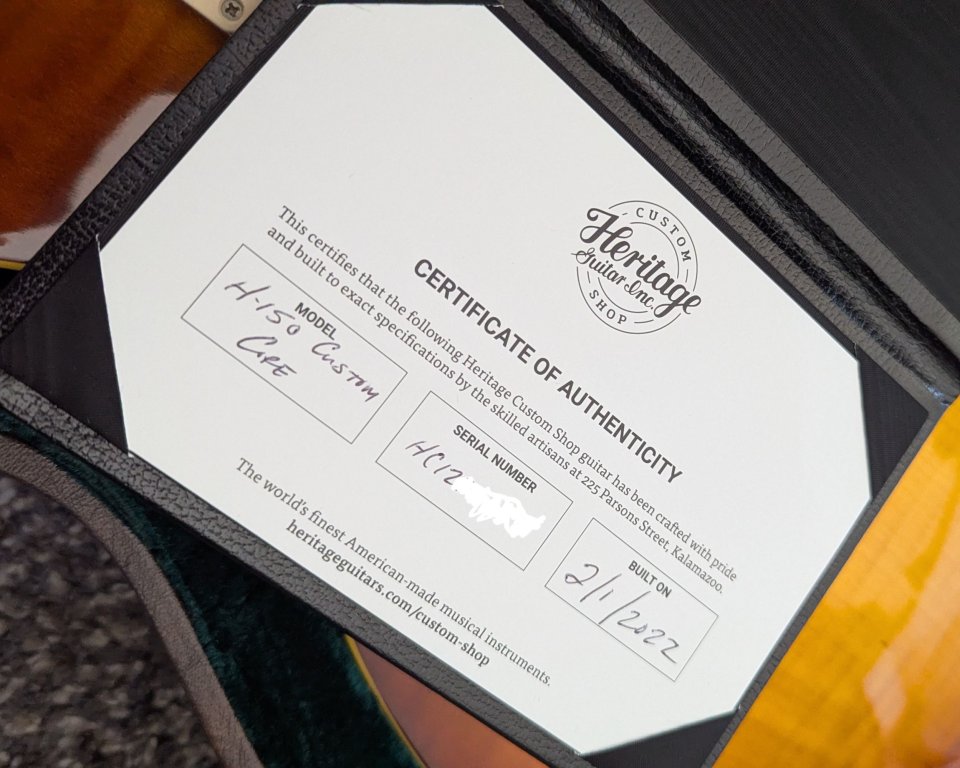 CUSTOM
Heritage
Guitar Inc.
SHOP
CERTIFICATE OF AUTHENTICITY
This certifies that the following Heritage Custom Shop guitar has been crafted with pride
and built to exact specifications by the skilled artisans at 225 Parsons Street, Kalamazoo.
MODEL
H-150 CUSTOM
CORE
SERIAL NUMBER
HC12
BUILT ON
2/1/2022
The world's finest American-made musical instruments.
heritageguitars.com/custom-shop